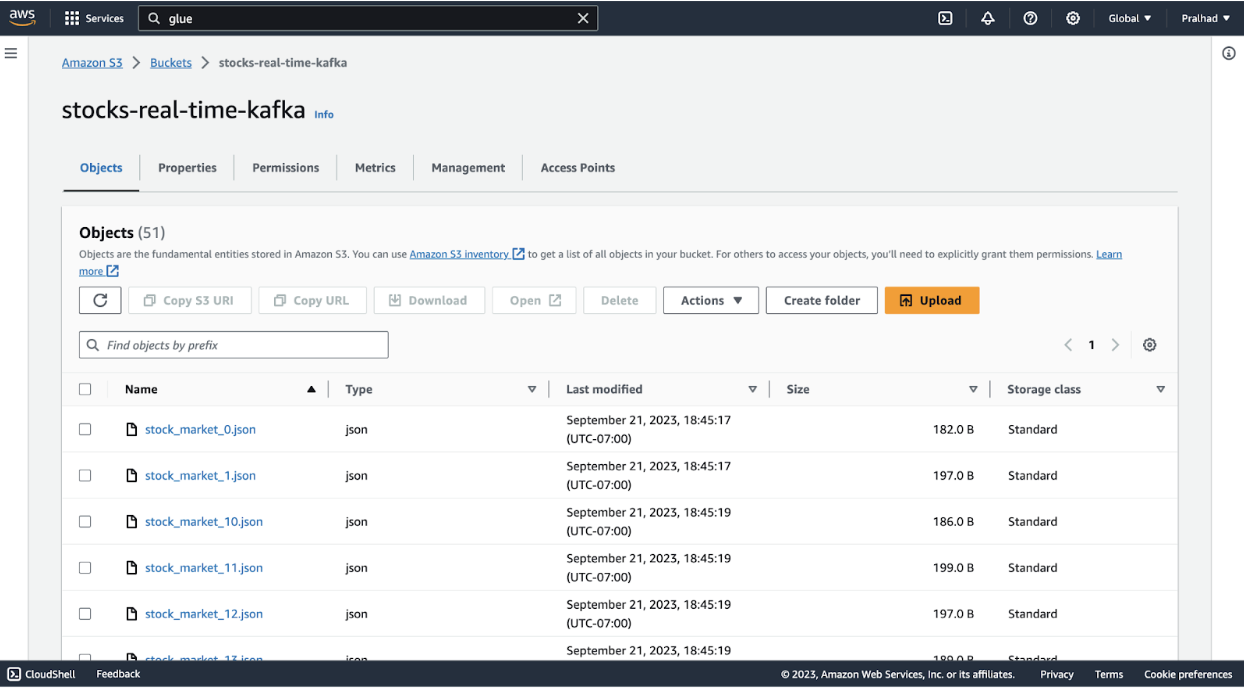 aws Services glue Global Pralhad
Amazon S3 Buckets stocks-real-time-kafka
stocks-real-time-kafka Info
Objects Properties Permissions Metrics Management Access Points
Objects (51)
Objects are the fundamental entities stored in Amazon S3. You can use Amazon S3 inventory to get a list of all objects in your bucket. For others to access your objects, you'll need to explicitly grant them permissions. Learn
more
Copy S3 URI Copy URL Download Open Delete Actions Create folder Upload
Find objects by prefix 1
Name Type Last modified Size Storage class
stock_market_0.json json September 21, 2023, 18:45:17 182.0 B Standard
(UTC-07:00)
stock_market_1.json json September 21, 2023, 18:45:17 197.0 B Standard
(UTC-07:00)
stock_market_10.json json September 21, 2023, 18:45:19 186.0 B Standard
(UTC-07:00)
stock_market_11.json json September 21, 2023, 18:45:19 199.0 B Standard
(UTC-07:00)
stock_market_12.json json September 21, 2023, 18:45:19 197.0 B Standard
(UTC-07:00)
stock_market_13.json json September 21, 2023, 18:45:19 189.0 B Standard
CloudShell Feedback © 2023, Amazon Web Services, Inc. or its affiliates. Privacy Terms Cookie preferences